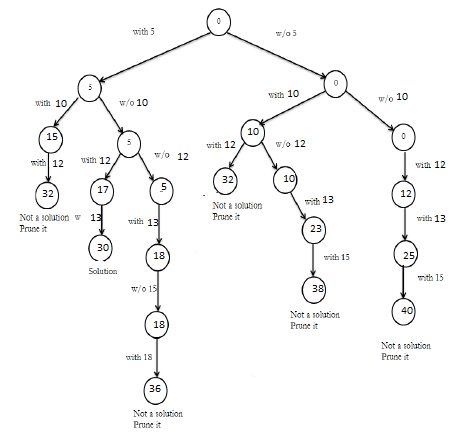 0
with 5
w/o 5
5
0
with 10
w/o 10
with 10
w/o 10
15
5
10
0
with 12
with 12
w/o 12
with 12
w/o 12
with 12
32
17
5
32
10
12
Not a solution
Prune it
w 13
with 13
Not a solution
Prune it
with 13
with 13
30
18
23
25
Solution
w/o 15
with 15
with 15
18
38
40
with 18
Not a solution
Prune it
Not a solution
Prune it
36
Not a solution
Prune it